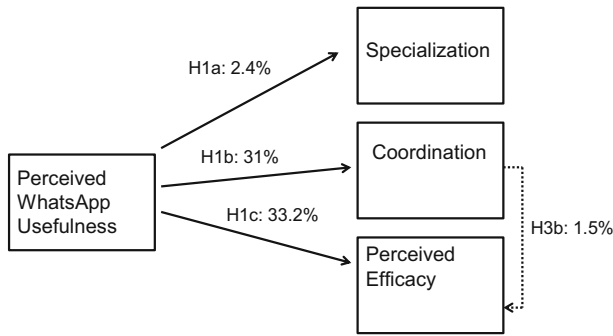 Specialization
H1a: 2.4%
Perceived
WhatsApp
Usefulness
H1b: 31%
Coordination
H1c: 33.2%
Perceived
Efficacy
H3b: 1.5%